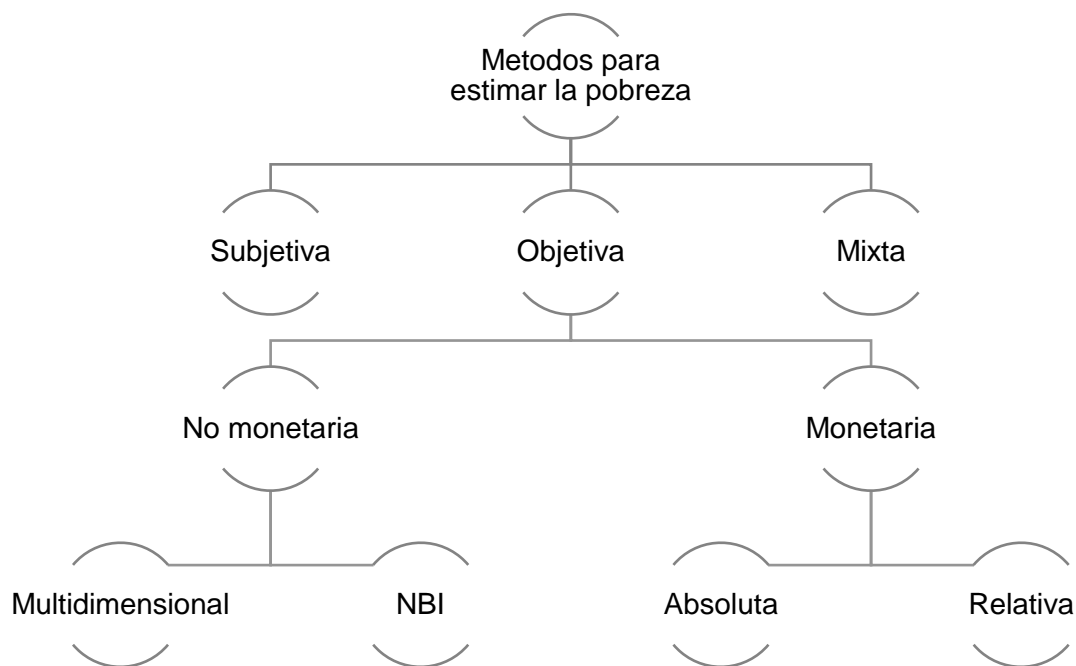 Metodos para
estimar la pobreza
Subjetiva
Objetiva
Mixta
No monetaria
Monetaria
Multidimensional
NBI
Absoluta
Relativa